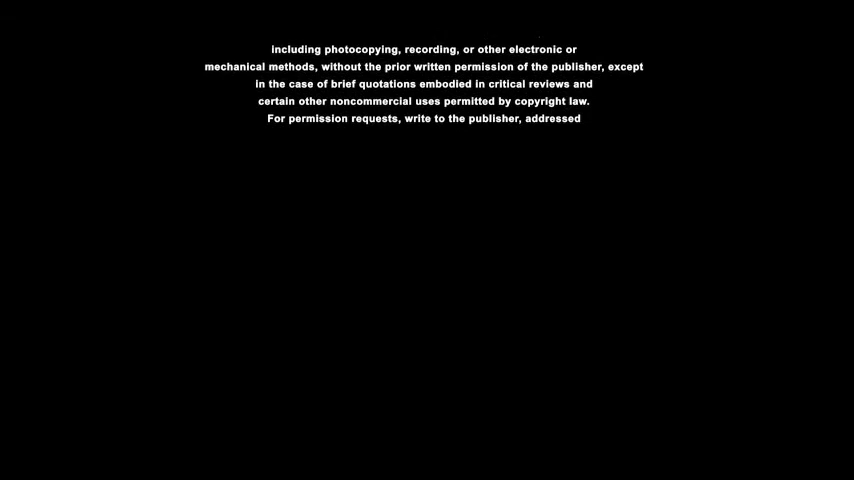 including photocopying, recording, or other electronic or
mechanical methods, without the prior written permission of the publisher, except
in the case of brief quotations embodied in critical reviews and
certain other noncommercial uses permitted by copyright law.
For permission requests, write to the publisher, addressed